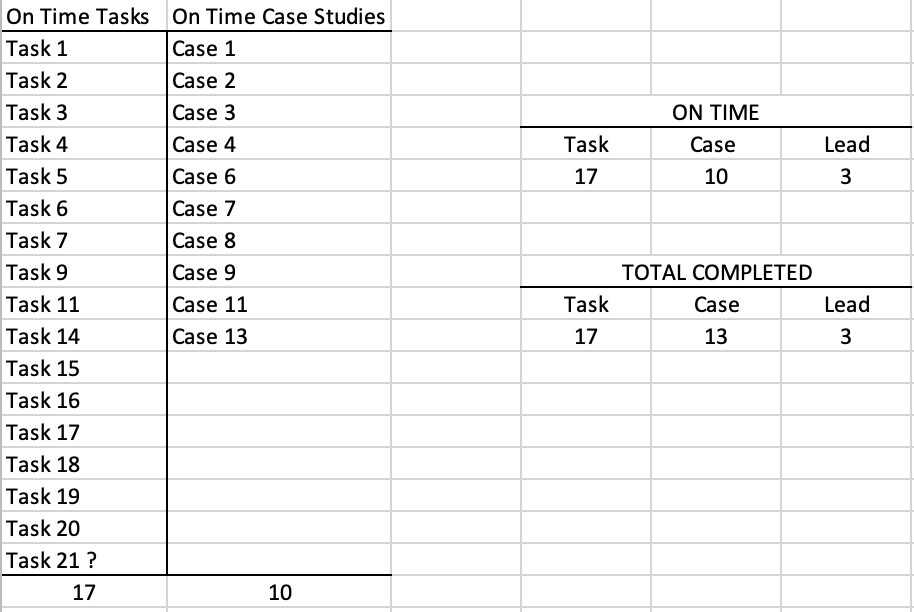 On Time Tasks On Time Case Studies
Task 1 Case 1
Task 2 Case 2
Task 3 Case 3 ON TIME
Task 4 Case 4 Task Case Lead
Task 5 Case 6 17 10 3
Task 6 Case 7
Task 7 Case 8
Task 9 Case 9 TOTAL COMPLETED
Task 11 Case 11 Task Case Lead
Task 14 Case 13 17 13 3
Task 15
Task 16
Task 17
Task 18
Task 19
Task 20
Task 21 ?
17 10